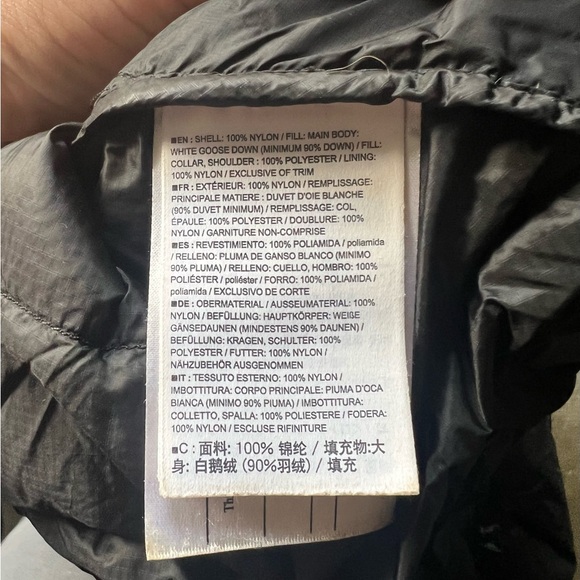 ■EN : SHELL: 100% NYLON / FILL: MAIN BODY:
WHITE GOOSE DOWN (MINIMUM 90% DOWN) / FILL:
COLLAR, SHOULDER : 100% POLYESTER / LINING:
100% NYLON / EXCLUSIVE OF TRIM
■FR : EXTÉRIEUR: 100% NYLON / REMPLISSAGE:
PRINCIPALE MATIERE : DUVET D'OIE BLANCHE
(90% DUVET MINIMUM) / REMPLISSAGE: COL,
ÉPAULE: 100% POLYESTER / DOUBLURE: 100%
NYLON / GARNITURE NON-COMPRISE
■ES : REVESTIMIENTO: 100% POLIAMIDA / poliamida
/ RELLENO: PLUMA DE GANSO BLANCO (MINIMO
90% PLUMA) / RELLENO: CUELLO, HOMBRO: 100%
POLIÉSTER / poliéster / FORRO: 100% POLIAMIDA /
poliamida / EXCLUSIVO DE CORTE
■DE : OBERMATERIAL / AUSSEUMATERIAL: 100%
NYLON / BEFÜLLUNG: HAUPTKÖRPER: WEIßE
GÄNSEDAUNEN (MINDESTENS 90% DAUNEN) /
BEFÜLLUNG: KRAGEN, SCHULTER: 100%
POLYESTER / FUTTER: 100% NYLON /
NÄHZUBEHÖR AUSGENOMMEN
■IT : TESSUTO ESTERNO: 100% NYLON /
IMBOTTITURA: CORPO PRINCIPALE: PIUMA D'OCA
BIANCA (MINIMO 90% PIUMA) / IMBOTTITURA:
COLLETTO, SPALLA: 100% POLIESTERE / FODERA:
100% NYLON / ESCLUSE RIFINITURE
■C : 面料: 100% 锦纶 / 填充物:大
身: 白鹅绒 (90%羽绒) / 填充